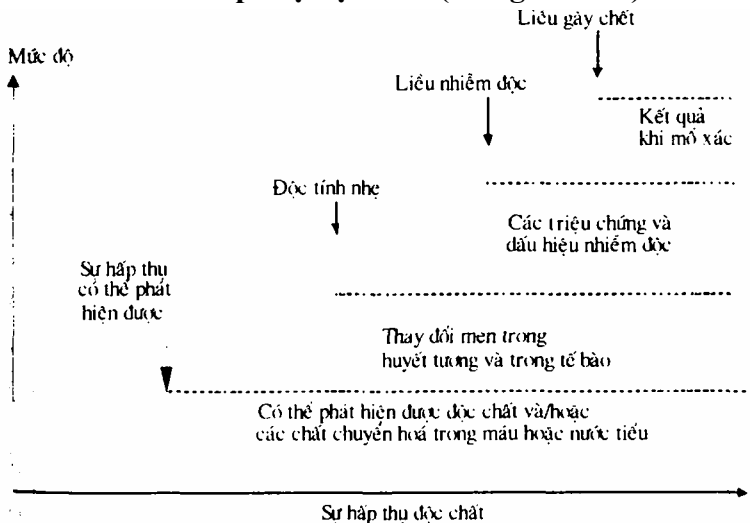 Liều gây chết
Mức độ
Liều nhiễm độc
Kết quả
khi mổ xác
Độc tính nhẹ
Các triệu chứng và
dấu hiệu nhiễm độc
Sự hấp thụ
có thể phát
hiện được
Thay đổi men trong
huyết tương và trong tế bào
Có thể phát hiện được độc chất và/hoặc
các chất chuyển hoá trong máu hoặc nước tiểu
Sự hấp thụ độc chất